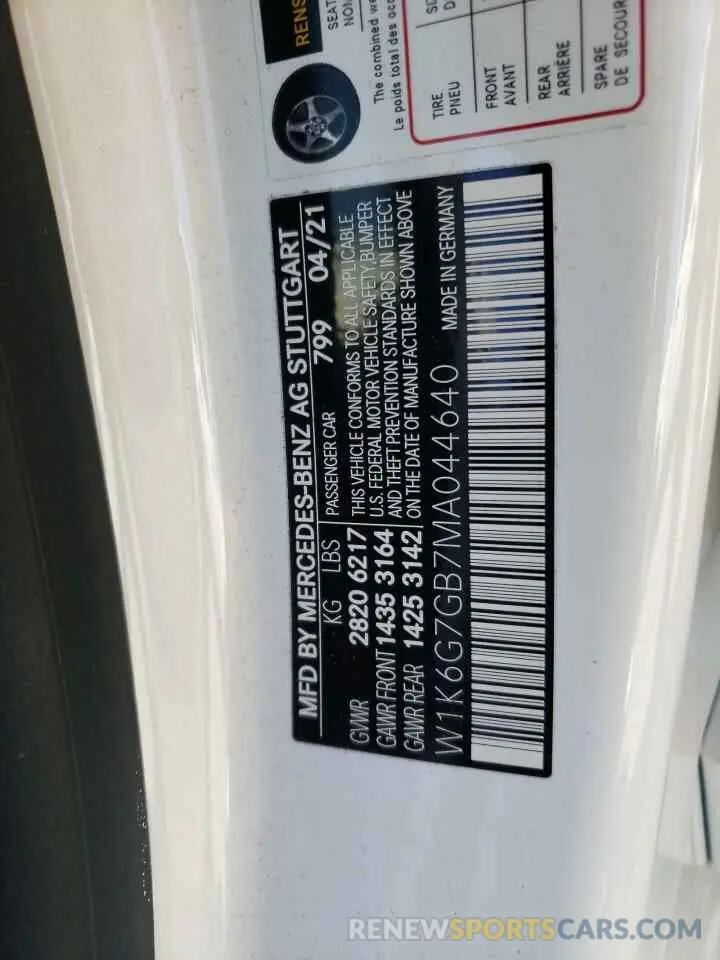 RENS
SEAT
NOM
The combined we
Le poids total des occ
TIRE
PNEU
SI
D
FRONT
AVANT
REAR
ARRIÈRE
SPARE
DE SECOUR
MFD BY MERCEDES-BENZ AG STUTTGART
KG LBS PASSENGER CAR 799 04/21
GVWR 2820 6217 THIS VEHICLE CONFORMS TO ALL APPLICABLE
U.S. FEDERAL MOTOR VEHICLE SAFETY,BUMPER
GAWR FRONT 1435 3164 AND THEFT PREVENTION STANDARDS IN EFFECT
GAWR REAR 1425 3142 ON THE DATE OF MANUFACTURE SHOWN ABOVE
W1K6G7GB7MA044640 MADE IN GERMANY
RENEWSPORTSCARS.COM